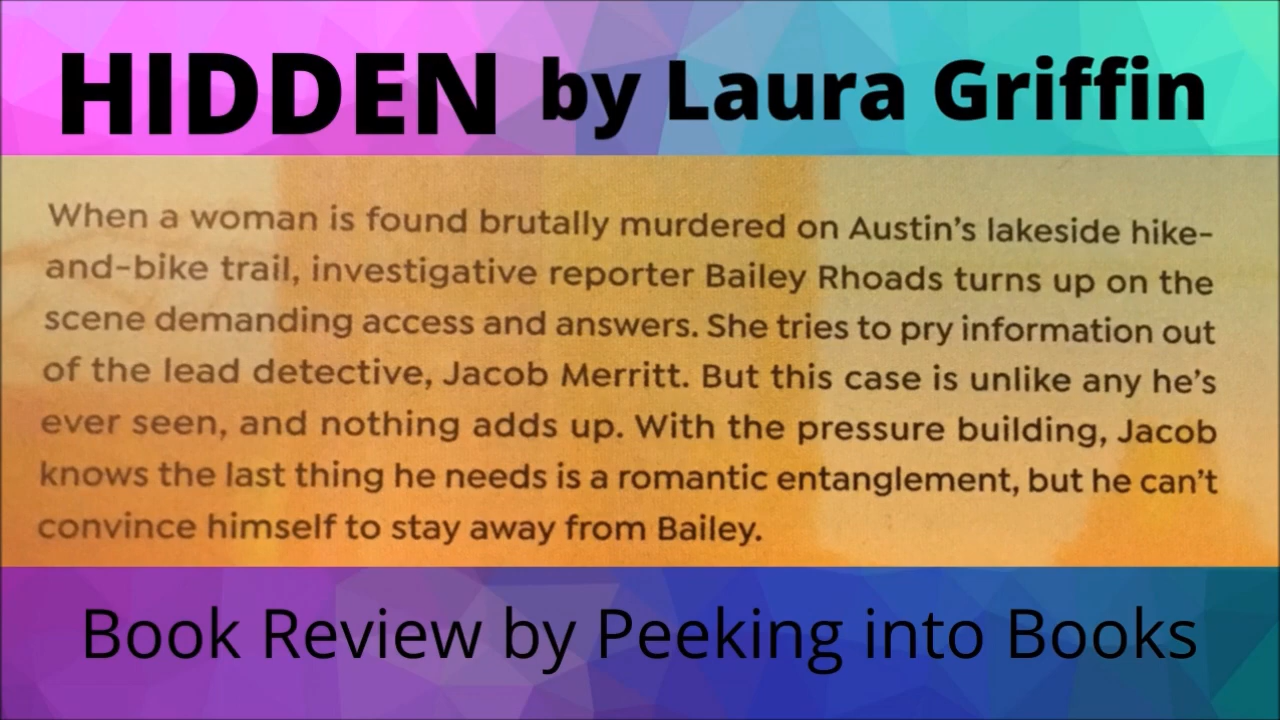 HIDDEN by Laura Griffin
When a woman is found brutally murdered on Austin's lakeside hike-
and-bike trail, investigative reporter Bailey Rhoads turns up on the
scene demanding access and answers. She tries to pry information out
of the lead detective, Jacob Merritt. But this case is unlike any he's
ever seen, and nothing adds up. With the pressure building, Jacob
knows the last thing he needs is a romantic entanglement, but he can't
convince himself to stay away from Bailey.
Book Review by Peeking into Books